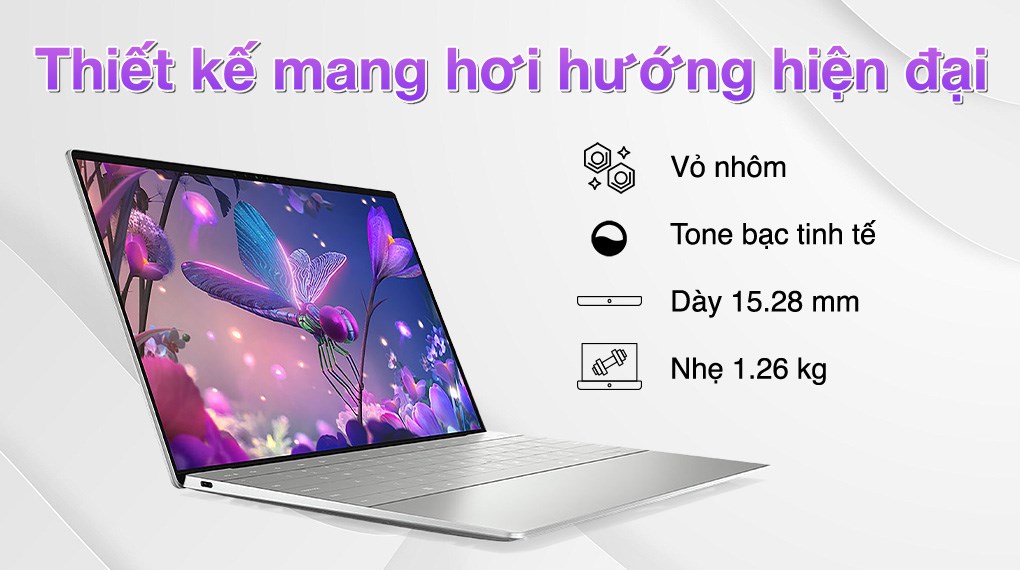 Thiết kế mang hơi hướng hiện đại
Vỏ nhôm
Tone bạc tinh tế
Dày 15.28 mm
Nhẹ 1.26 kg